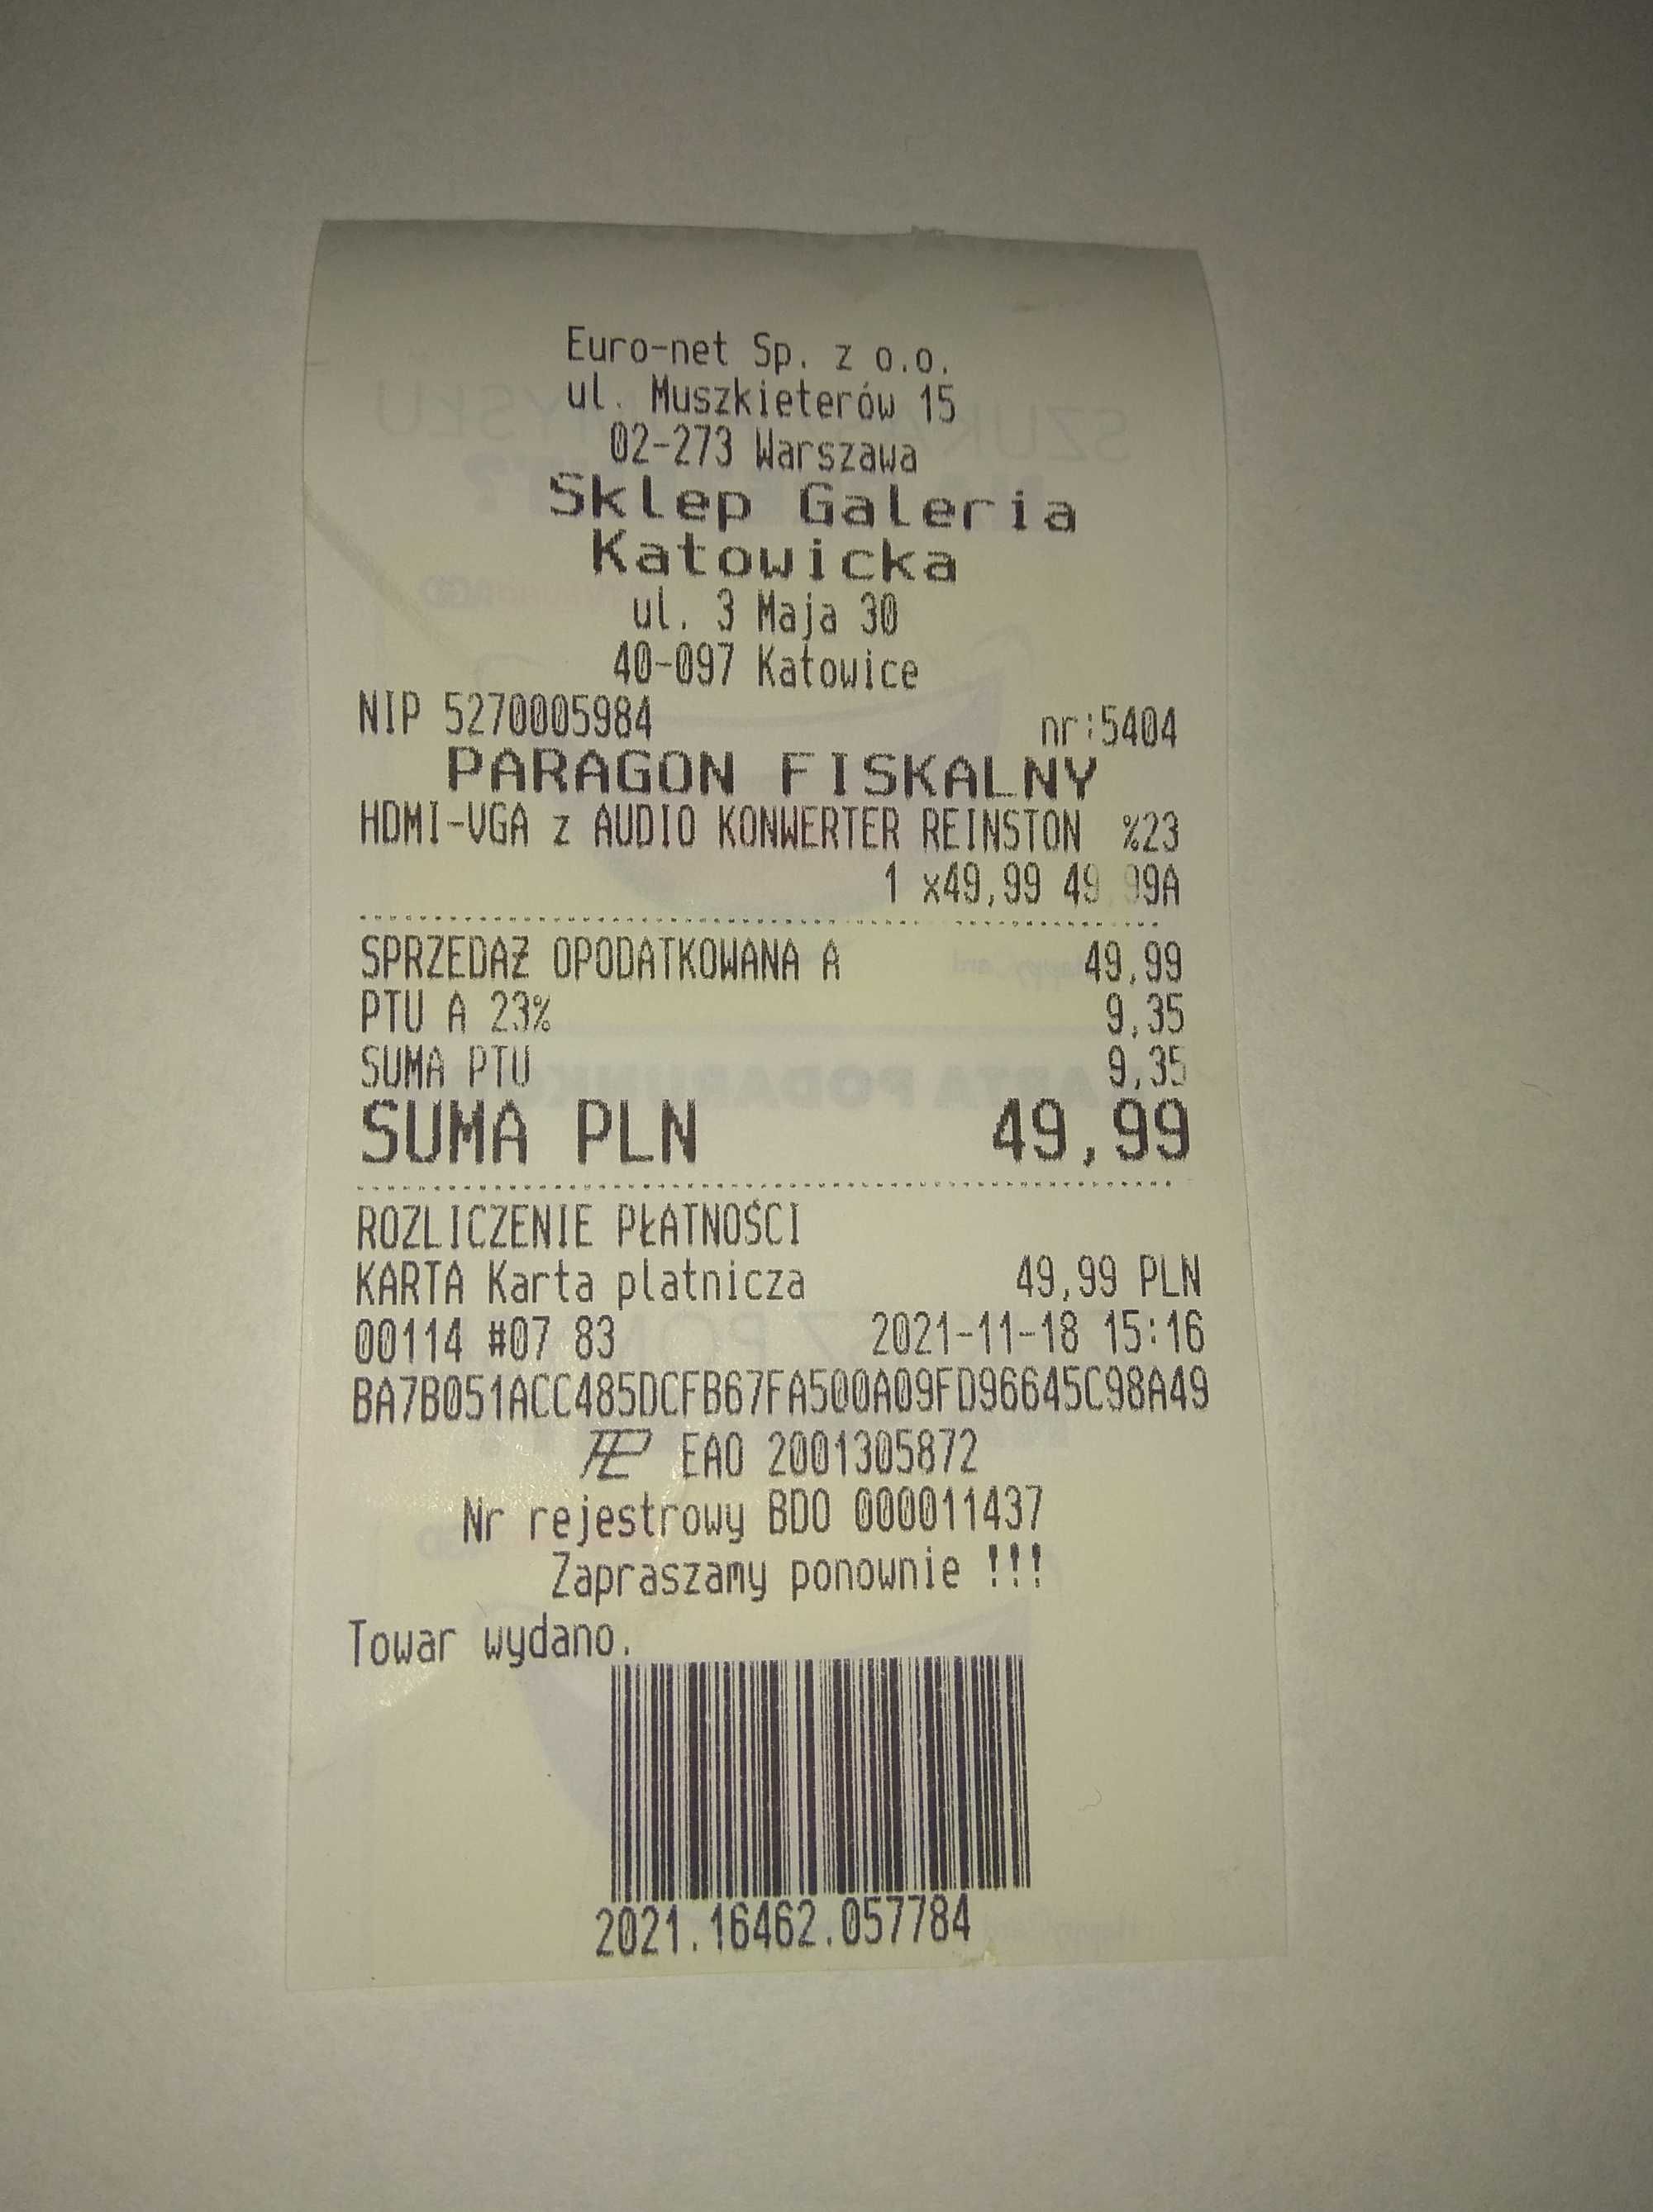 Euro-net Sp. z o.o.
ul. Muszkieterów 15
02-273 Warszawa
Sklep Galeria
Katowicka
ul. 3 Maja 30
40-097 Katowice
NIP 5270005984 nr:5404
PARAGON FISKALNY
HDMI-VGA z AUDIO KONWERTER REINSTON %23
1 x49,99 49,99A
SPRZEDAŻ OPODATKOWANA A 49,99
PTU A 23% 9,35
SUMA PTU 9,35
SUMA PLN 49,99
ROZLICZENIE PŁATNOŚCI
KARTA Karta platnicza 49,99 PLN
00114 #07 83 2021-11-18 15:16
BA7B051ACC485DCFB67FA500A09FD96645C98A49
EAO 2001305872
Nr rejestrowy BDO 000011437
Zapraszamy ponownie !!!
Towar wydano.
2021.16462.057784